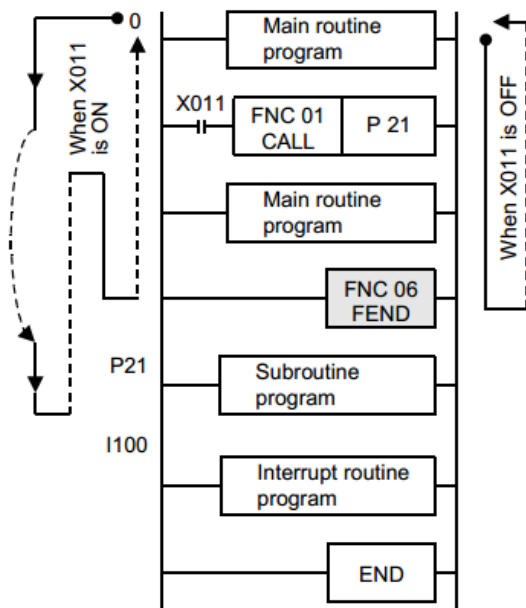 0
Main routine
program
When X011
is ON
X011
FNC 01
CALL
P 21
When X011 is OFF
Main routine
program
FNC 06
FEND
P21
Subroutine
program
I100
Interrupt routine
program
END